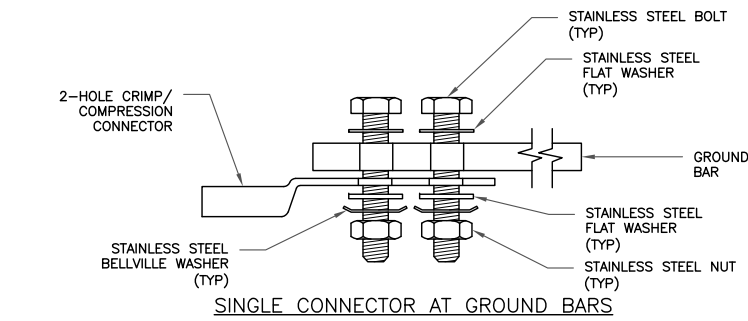 STAINLESS STEEL BOLT
(TYP)
STAINLESS STEEL
FLAT WASHER
(TYP)
2-HOLE CRIMP/
COMPRESSION
CONNECTOR
GROUND
BAR
STAINLESS STEEL
FLAT WASHER
(TYP)
STAINLESS STEEL
BELLVILLE WASHER
(TYP)
STAINLESS STEEL NUT
(TYP)
SINGLE CONNECTOR AT GROUND BARS